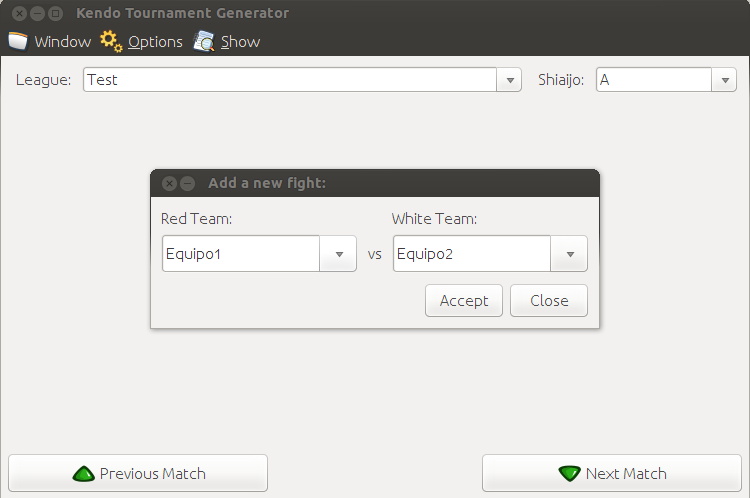 Kendo Tournament Generator
Window Options Show
League: Test Shiaijo: A
Add a new fight:
Red Team: White Team:
Equipo1 vs Equipo2
Accept Close
Previous Match Next Match